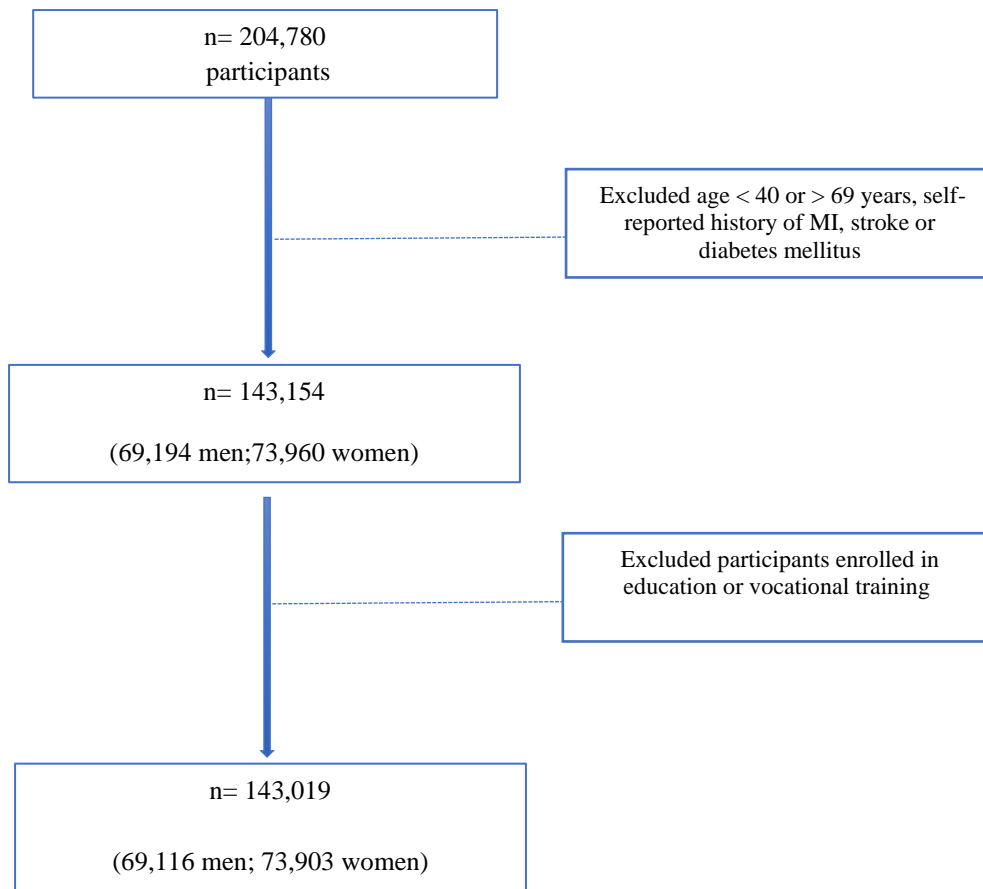 n= 204,780
participants
Excluded age < 40 or > 69 years, self-
reported history of MI, stroke or
diabetes mellitus
n= 143,154
(69,194 men;73,960 women)
Excluded participants enrolled in
education or vocational training
n= 143,019
(69,116 men; 73,903 women)